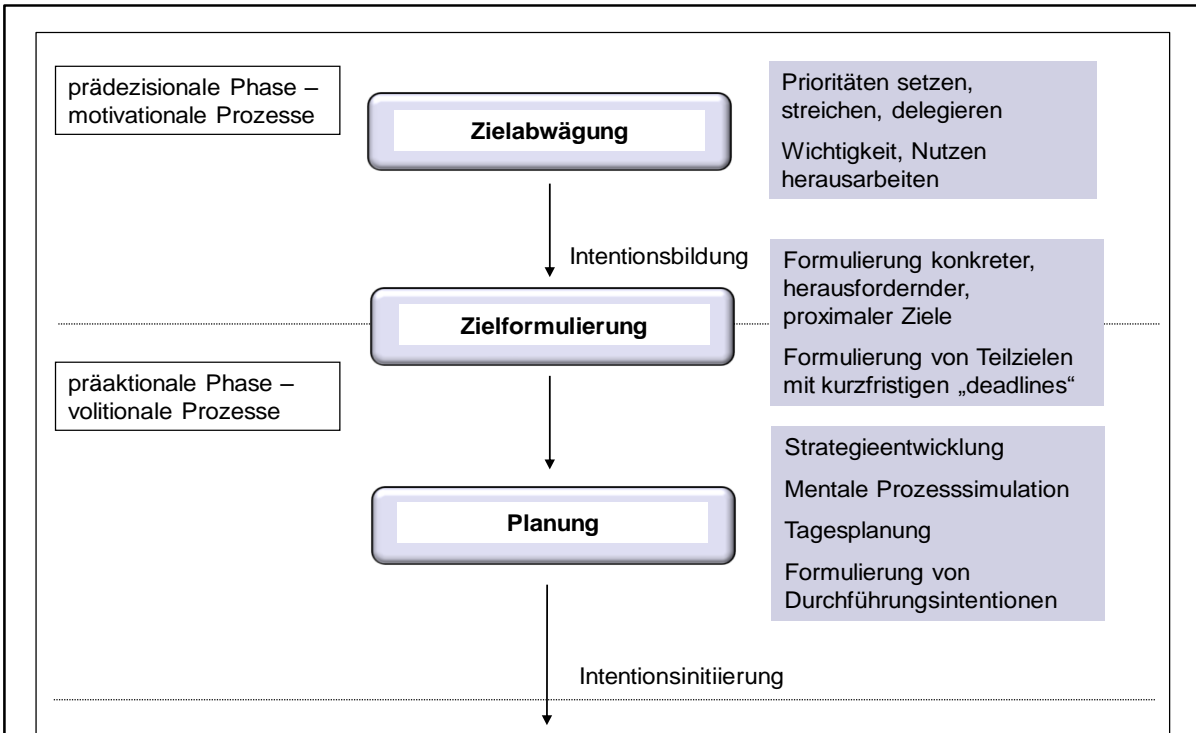 prädezisionale Phase –
motivationale Prozesse
Zielabwägung
Prioritäten setzen,
streichen, delegieren
Wichtigkeit, Nutzen
herausarbeiten
Intentionsbildung
Zielformulierung
Formulierung konkreter,
herausfordernder,
proximaler Ziele
Formulierung von Teilzielen
mit kurzfristigen „deadlines“
präaktionale Phase –
volitionale Prozesse
Planung
Strategieentwicklung
Mentale Prozesssimulation
Tagesplanung
Formulierung von
Durchführungsintentionen
Intentionsinitiierung